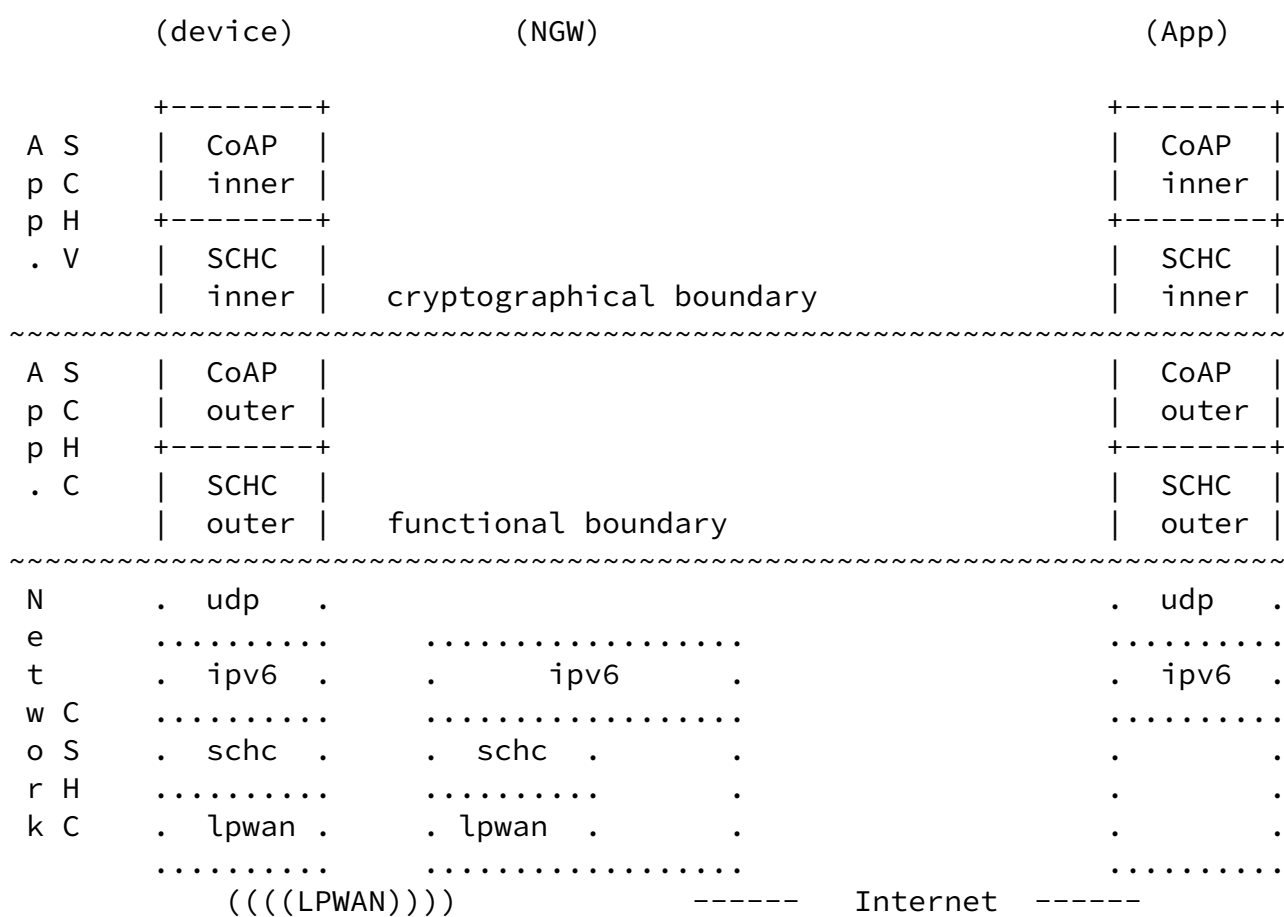 (device) (NGW) (App)
+--------+ +--------+
A S | CoAP | | CoAP |
p C | inner | | inner |
p H +--------+ +--------+
. V | SCHC | | SCHC |
| inner | cryptographical boundary | inner |
~~~~~~~~~~~~~~~~~~~~~~~~~~~~~~~~~~~~~~~~~~~~~~~~~~~~~~~~~~~~~~~~~~~~~~~
A S | CoAP | | CoAP |
p C | outer | | outer |
p H +--------+ +--------+
. C | SCHC | | SCHC |
| outer | functional boundary | outer |
~~~~~~~~~~~~~~~~~~~~~~~~~~~~~~~~~~~~~~~~~~~~~~~~~~~~~~~~~~~~~~~~~~~~~~~
N . udp . . udp .
e .......... .................. ..........
t . ipv6 . . ipv6 . . ipv6 .
w C .......... .................. ..........
o S . schc . . schc . . . .
r H .......... .......... . . .
k C . lpwan . . lpwan . . . .
.......... .................. ..........
((((LPWAN)))) ------ Internet ------